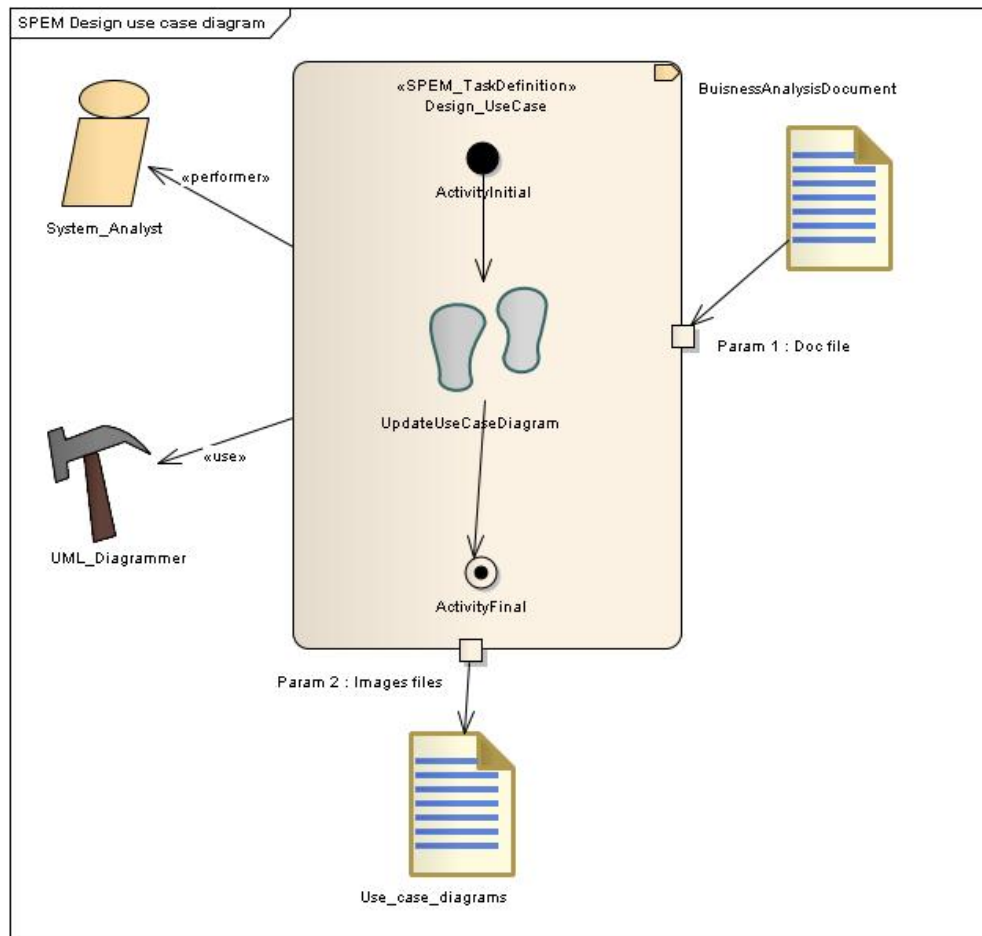 SPEM Design use case diagram
«SPEM_TaskDefinition»
Design_UseCase
BuisnessAnalysisDocument
ActivityInitial
«performer»
System_Analyst
Param 1 : Doc file
UpdateUseCaseDiagram
«use»
UML_Diagrammer
ActivityFinal
Param 2 : Images files
Use_case_diagrams